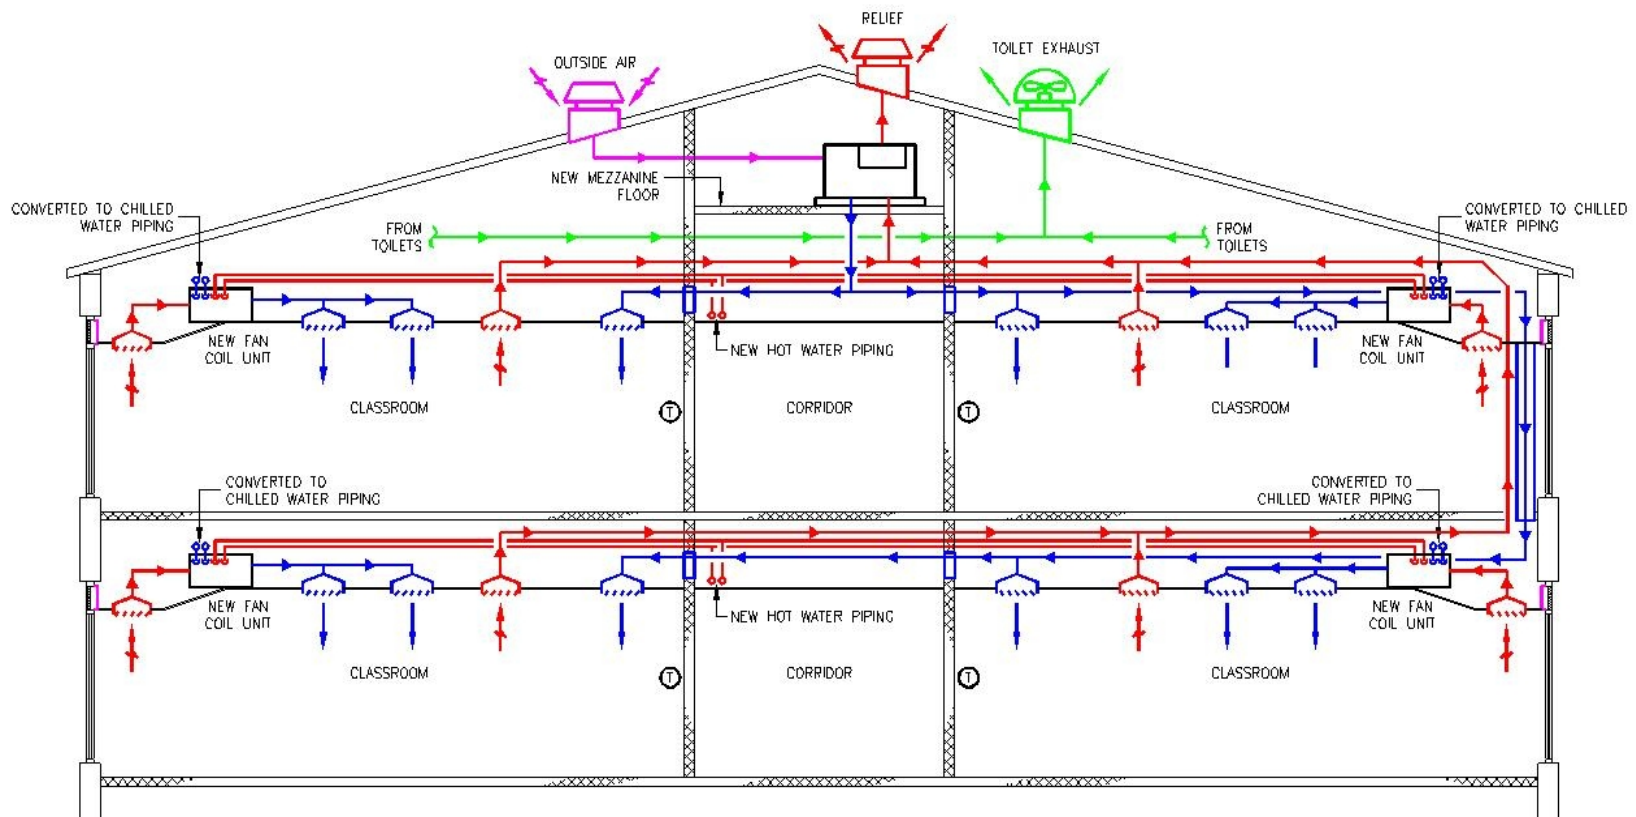 RELIEF
TOILET EXHAUST
OUTSIDE AIR
NEW MEZZANINE
FLOOR
CONVERTED TO CHILLED
WATER PIPING
CONVERTED TO CHILLED
WATER PIPING
FROM
TOILETS
FROM
TOILETS
NEW FAN
COIL UNIT
NEW HOT WATER PIPING
NEW FAN
COIL UNIT
CLASSROOM
T
CORRIDOR
T
CLASSROOM
CONVERTED TO
CHILLED WATER PIPING
CONVERTED TO
CHILLED WATER PIPING
NEW FAN
COIL UNIT
NEW HOT WATER PIPING
NEW FAN
COIL UNIT
CLASSROOM
T
CORRIDOR
T
CLASSROOM